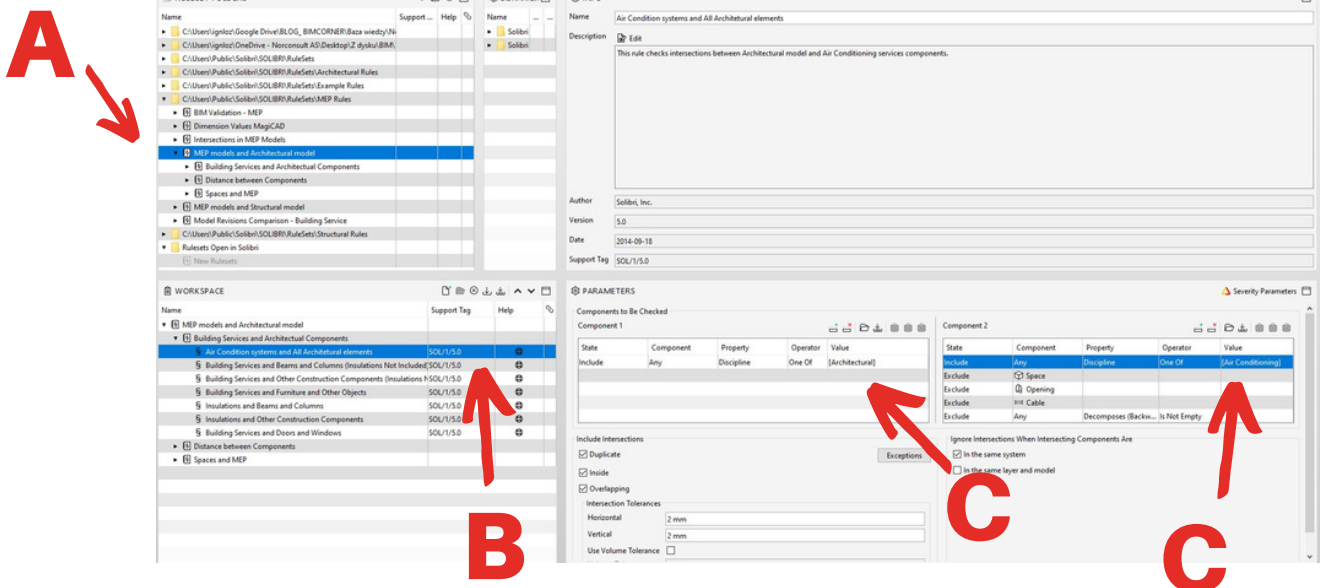 A
Name Support ... Help
C:\Users\ignloz\Google Drive\BLOG_ BIMCORNER\Baza wiedzy\Ni
C:\Users\ignloz\OneDrive - Norconsult AS\Desktop\Z dysku\BIM\
C:\Users\Public\Solibri\SOLIBRI\RuleSets
C:\Users\Public\Solibri\SOLIBRI\RuleSets\Architectural Rules
C:\Users\Public\Solibri\SOLIBRI\RuleSets\Example Rules
C:\Users\Public\Solibri\SOLIBRI\RuleSets\MEP Rules
BIM Validation - MEP
Dimension Values MagiCAD
Intersections in MEP Models
MEP models and Architectural model
Building Services and Architectual Components
Distance between Components
Spaces and MEP
MEP models and Structural model
Model Revisions Comparison - Building Service
C:\Users\Public\Solibri\SOLIBRI\RuleSets\Structural Rules
Rulesets Open in Solibri
New Rulesets
Name ... ...
Solibri
Solibri
Name Air Condition systems and All Architetural elements
Description Edit
This rule checks intersections between Architectural model and Air Conditioning services components.
Author Solibri, Inc.
Version 5.0
Date 2014-09-18
Support Tag SOL/1/5.0
WORKSPACE
Name Support Tag Help
MEP models and Architectural model
Building Services and Architectual Components
§ Air Condition systems and All Architetural elements SOL/1/5.0
§ Building Services and Beams and Columns (Insulations Not Included) SOL/1/5.0
§ Building Services and Other Construction Components (Insulations N SOL/1/5.0
§ Building Services and Furniture and Other Objects SOL/1/5.0
§ Insulations and Beams and Columns SOL/1/5.0
§ Insulations and Other Construction Components SOL/1/5.0
§ Building Services and Doors and Windows SOL/1/5.0
Distance between Components
Spaces and MEP
B
PARAMETERS Severity Parameters
Components to Be Checked
Component 1
State Component Property Operator Value
Include Any Discipline One Of [Architectural]
Component 2
State Component Property Operator Value
Include Any Discipline One Of [Air Conditioning]
Exclude Space
Exclude Opening
Exclude Cable
Exclude Any Decomposes (Backw... Is Not Empty
Include Intersections
Duplicate Exceptions
Inside
Overlapping
Intersection Tolerances
Horizontal 2 mm
Vertical 2 mm
Use Volume Tolerance
Ignore Intersections When Intersecting Components Are
In the same system
In the same layer and model
C
C